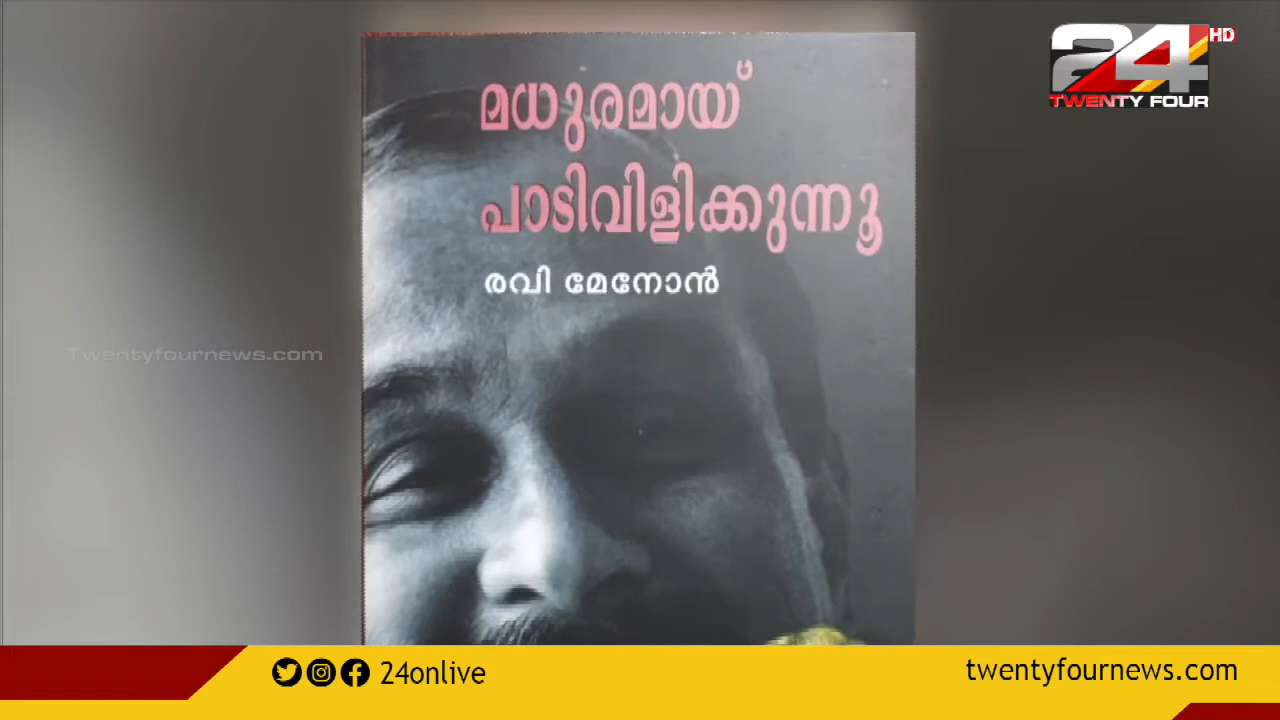 24 HD
TWENTY FOUR
മധുരമായ്
പാടിവിളിക്കുന്നൂ
രവി മേനോൻ
Twentyfournews.com
24onlive
twentyfournews.com